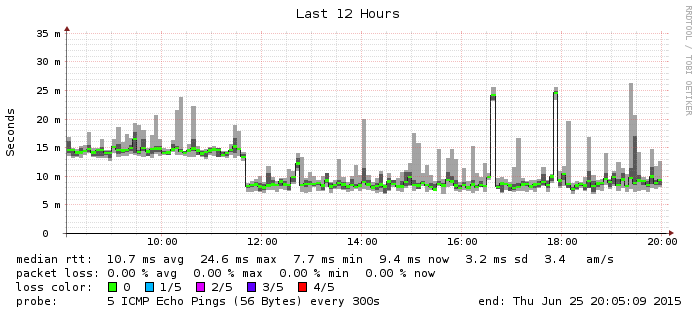 Last 12 Hours
RRDTOOL / TOBI OETIKER
Seconds
35 m
30 m
25 m
20 m
15 m
10 m
5 m
0
10:00 12:00 14:00 16:00 18:00 20:00
median rtt: 10.7 ms avg 24.6 ms max 7.7 ms min 9.4 ms now 3.2 ms sd 3.4 am/s
packet loss: 0.00 % avg 0.00 % max 0.00 % min 0.00 % now
loss color: 0 1/5 2/5 3/5 4/5
probe: 5 ICMP Echo Pings (56 Bytes) every 300s end: Thu Jun 25 20:05:09 2015